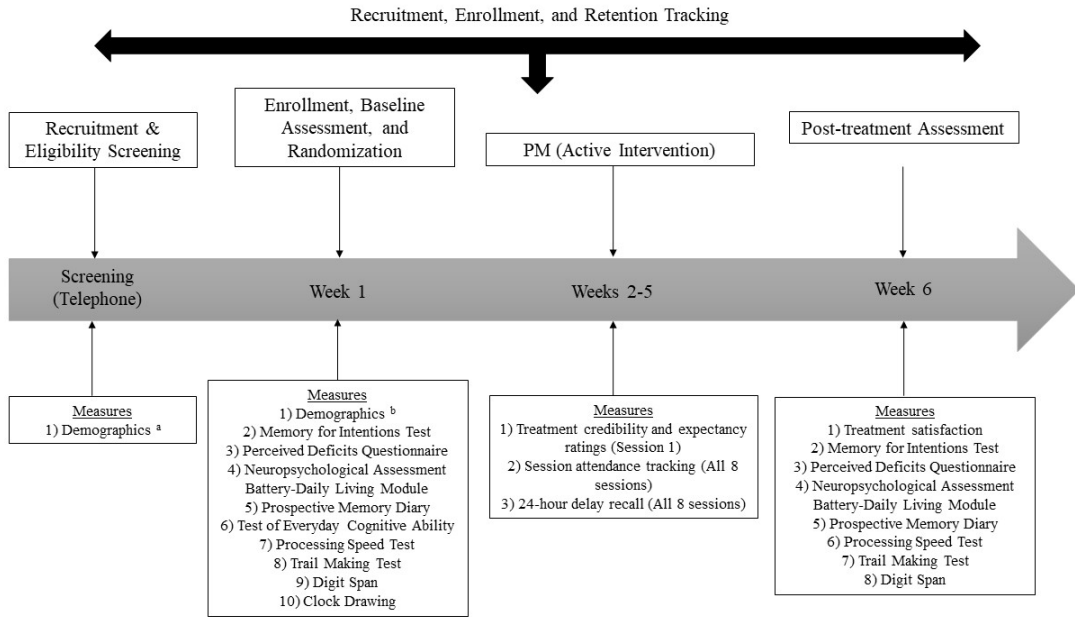 Recruitment, Enrollment, and Retention Tracking
Recruitment &
Eligibility Screening
Enrollment, Baseline
Assessment, and
Randomization
PM (Active Intervention)
Post-treatment Assessment
Screening
(Telephone)
Week 1
Weeks 2-5
Week 6
Measures
1) Demographics a
Measures
1) Demographics b
2) Memory for Intentions Test
3) Perceived Deficits Questionnaire
4) Neuropsychological Assessment
Battery-Daily Living Module
5) Prospective Memory Diary
6) Test of Everyday Cognitive Ability
7) Processing Speed Test
8) Trail Making Test
9) Digit Span
10) Clock Drawing
Measures
1) Treatment credibility and expectancy
ratings (Session 1)
2) Session attendance tracking (All 8
sessions)
3) 24-hour delay recall (All 8 sessions)
Measures
1) Treatment satisfaction
2) Memory for Intentions Test
3) Perceived Deficits Questionnaire
4) Neuropsychological Assessment
Battery-Daily Living Module
5) Prospective Memory Diary
6) Processing Speed Test
7) Trail Making Test
8) Digit Span